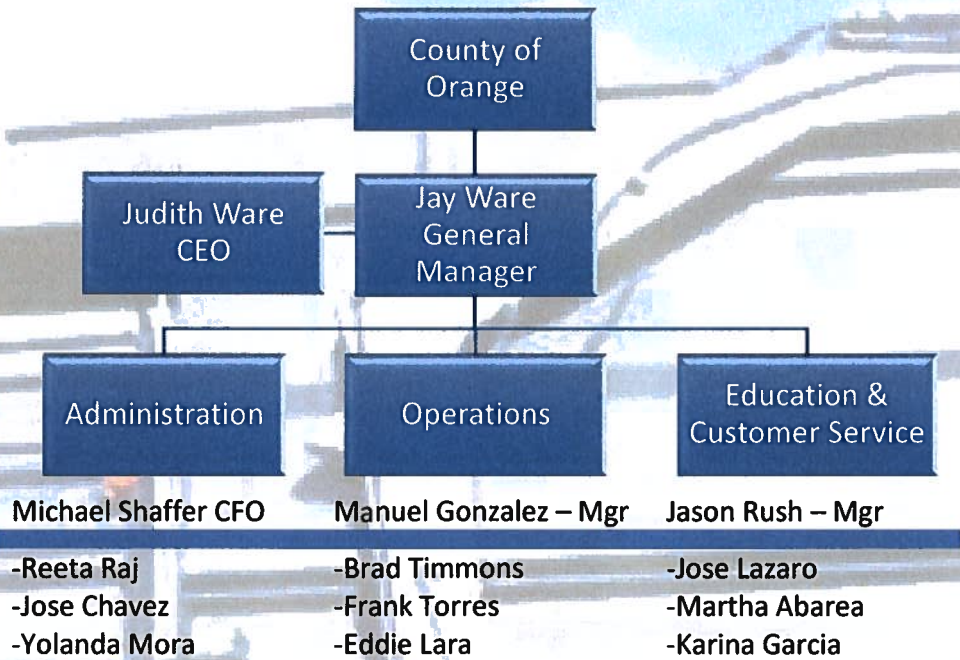 County of
Orange
Judith Ware
CEO
Jay Ware
General
Manager
Administration
Operations
Education &
Customer Service
Michael Shaffer CFO
Manuel Gonzalez – Mgr
Jason Rush – Mgr
-Reeta Raj
-Jose Chavez
-Yolanda Mora
-Brad Timmons
-Frank Torres
-Eddie Lara
-Jose Lazaro
-Martha Abarea
-Karina Garcia